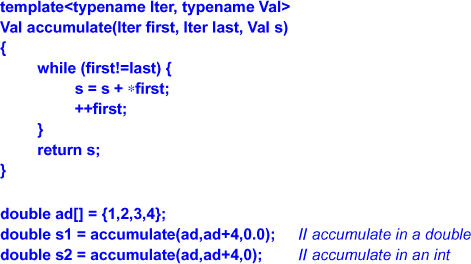 template<typename Iter, typename Val>
Val accumulate(Iter first, Iter last, Val s)
{
while (first!=last) {
s = s + ∗first;
++first;
}
return s;
}
double ad[] = {1,2,3,4};
double s1 = accumulate(ad,ad+4,0.0); // accumulate in a double
double s2 = accumulate(ad,ad+4,0); // accumulate in an int